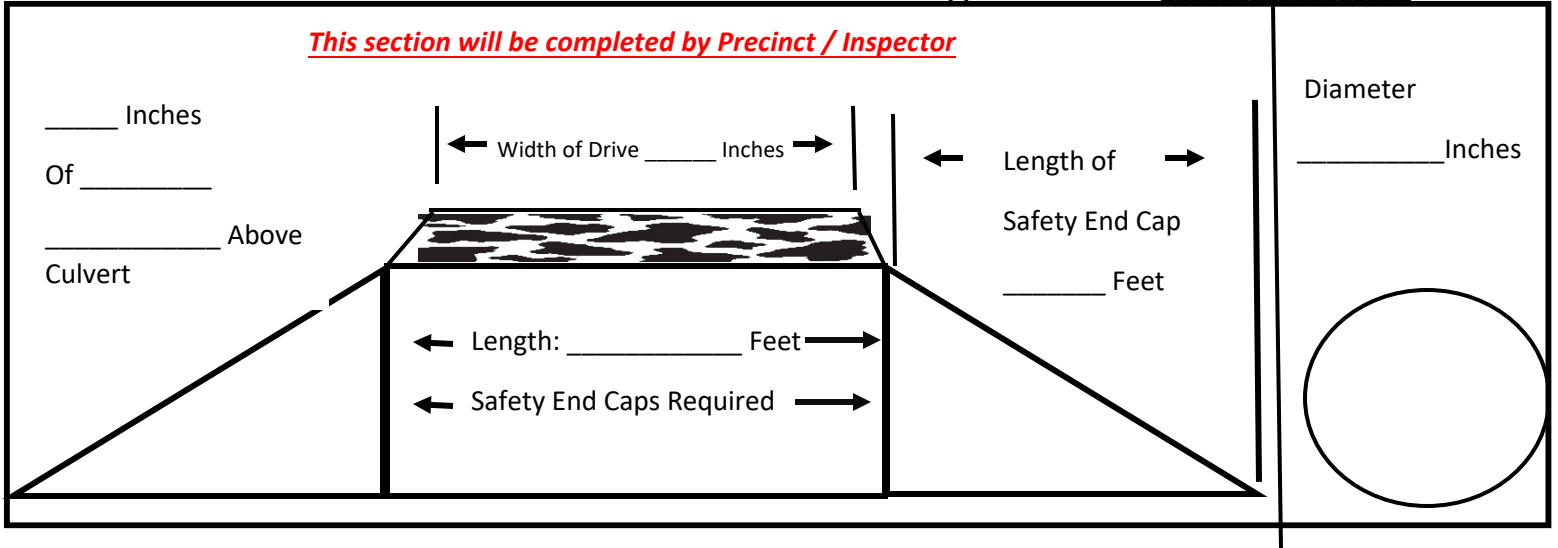 This section will be completed by Precinct / Inspector
_____ Inches
Of _________
____________ Above
Culvert
Width of Drive ______ Inches
Length of
Safety End Cap
_______ Feet
Length: ____________ Feet
Safety End Caps Required
Diameter
__________Inches